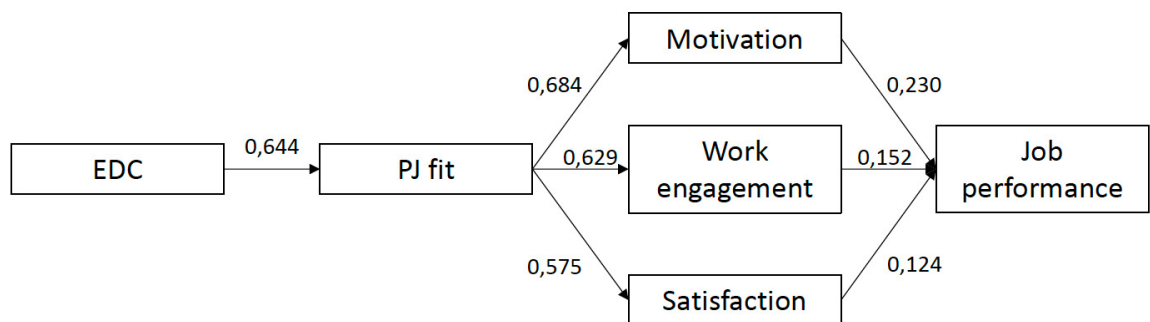 Motivation
0,684
0,230
EDC
0,644
PJ fit
0,629
Work
engagement
0,152
Job
performance
0,575
0,124
Satisfaction